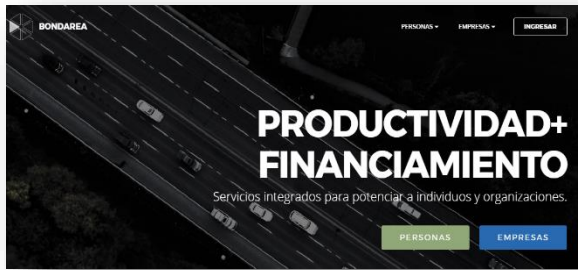 BONDAREA
PERSONAS EMPRESAS INGRESAR
PRODUCTIVIDAD+
FINANCIAMIENTO
Servicios integrados para potenciar a individuos y organizaciones.
PERSONAS EMPRESAS